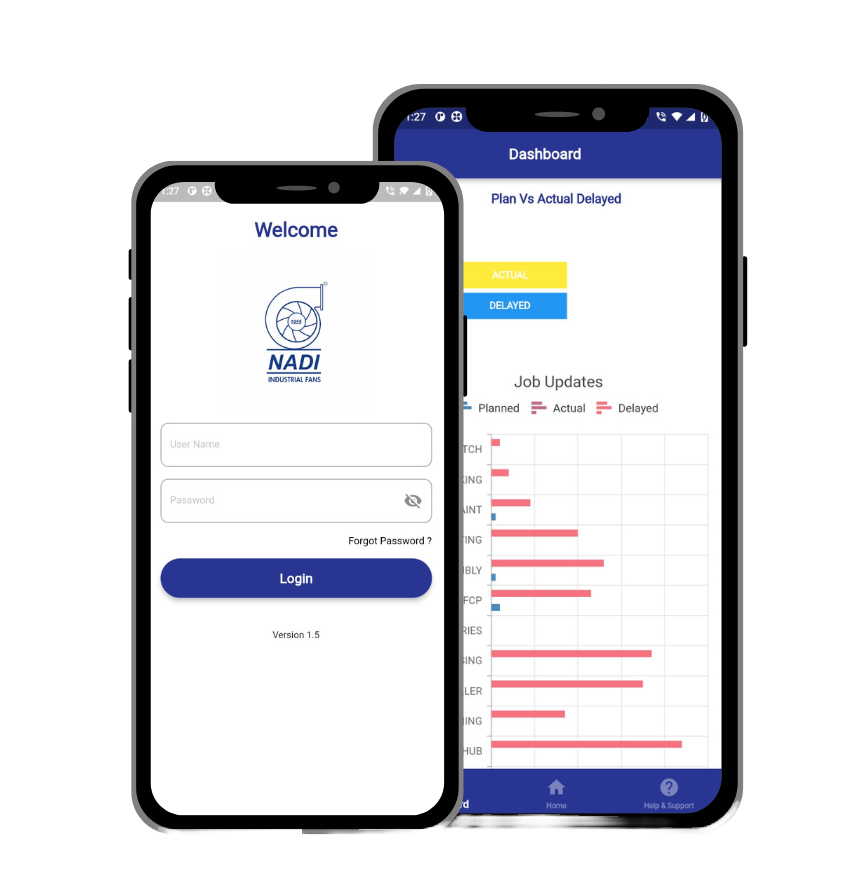 :27
Welcome
1955
®
NADI
INDUSTRIAL FANS
User Name
Password
Forgot Password ?
Login
Version 1.5
1:27
Dashboard
Plan Vs Actual Delayed
ACTUAL
DELAYED
Job Updates
Planned Actual Delayed
TCH
KING
AINT
TING
IBLY
FCP
RIES
SING
LER
NING
HUB
rd Home Help & Support